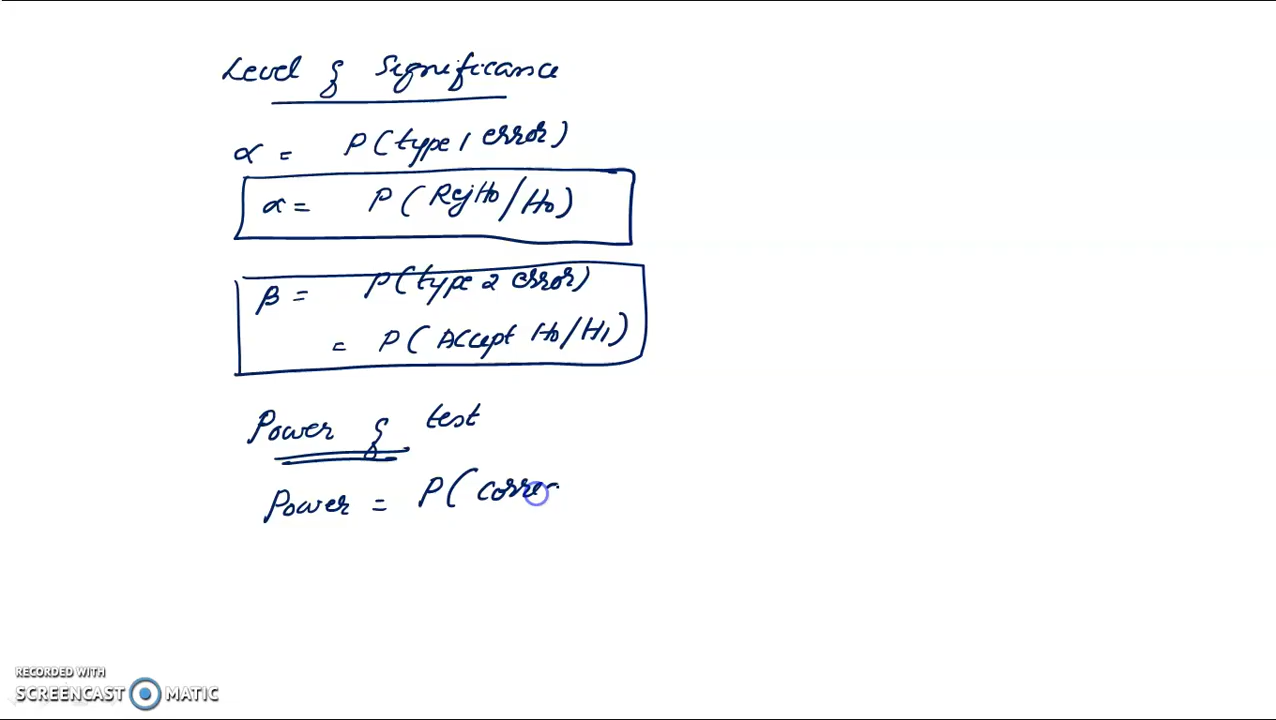 Level of Significance
α = P(type 1 error)
α = P(Rej H0/H0)
β = P(type 2 error)
= P(Accept H0/H1)
Power of test
Power = P(corre
RECORDED WITH
SCREENCAST MATIC